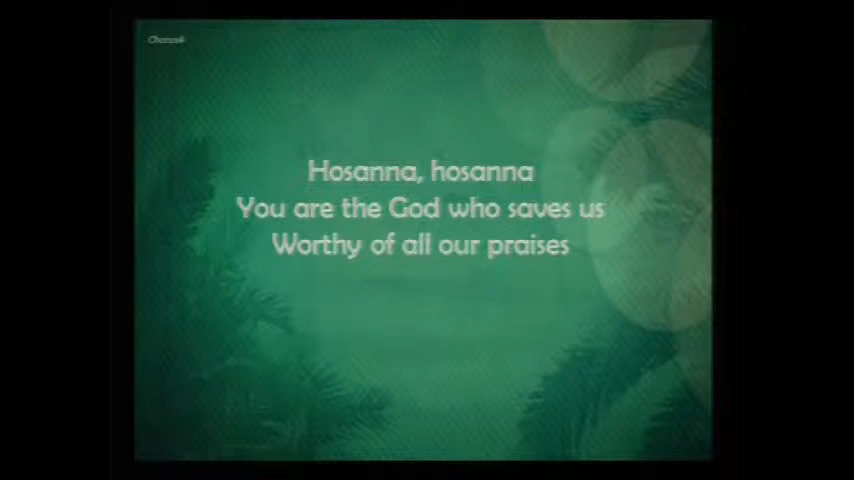 Hosanna, hosanna
You are the God who saves us
Worthy of all our praises